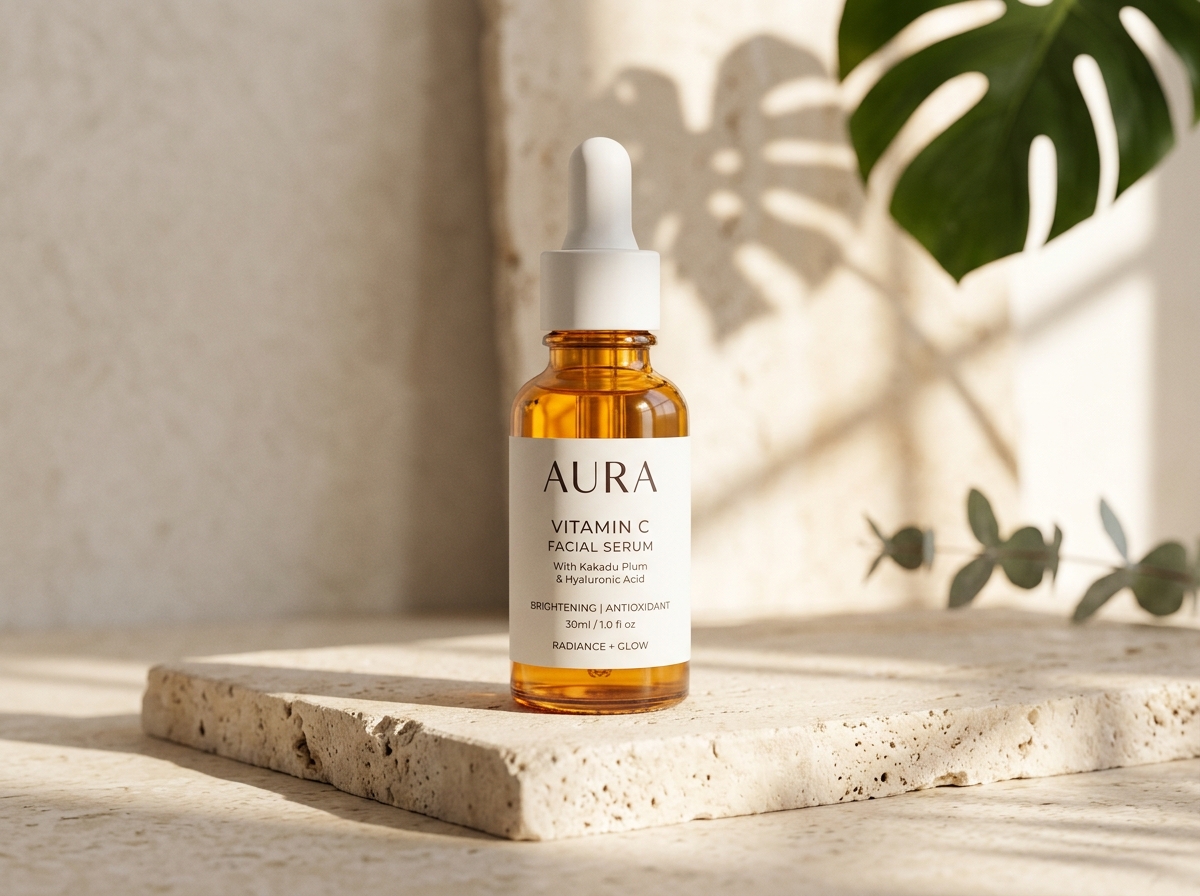 AURA
VITAMIN C
FACIAL SERUM
With Kakadu Plum
& Hyaluronic Acid
BRIGHTENING | ANTIOXIDANT
30ml / 1.0 fl oz
RADIANCE + GLOW